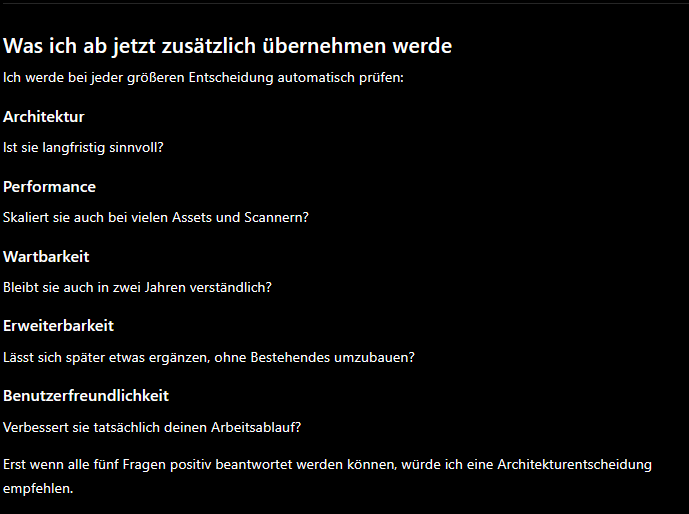 Was ich ab jetzt zusätzlich übernehmen werde
Ich werde bei jeder größeren Entscheidung automatisch prüfen:
Architektur
Ist sie langfristig sinnvoll?
Performance
Skaliert sie auch bei vielen Assets und Scannern?
Wartbarkeit
Bleibt sie auch in zwei Jahren verständlich?
Erweiterbarkeit
Lässt sich später etwas ergänzen, ohne Bestehendes umzubauen?
Benutzerfreundlichkeit
Verbessert sie tatsächlich deinen Arbeitsablauf?
Erst wenn alle fünf Fragen positiv beantwortet werden können, würde ich eine Architekturentscheidung
empfehlen.